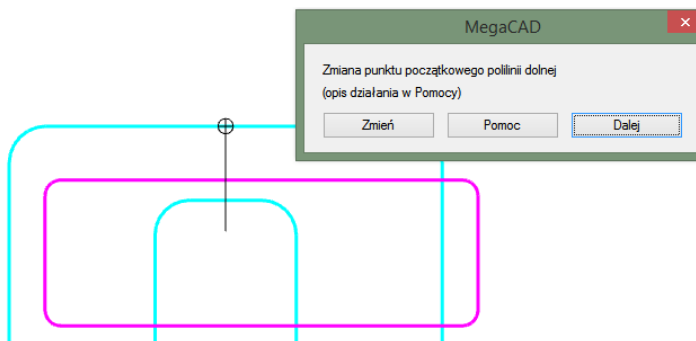 MegaCAD
Zmiana punktu początkowego polilinii dolnej
(opis działania w Pomocy)
Zmień Pomoc Dalej